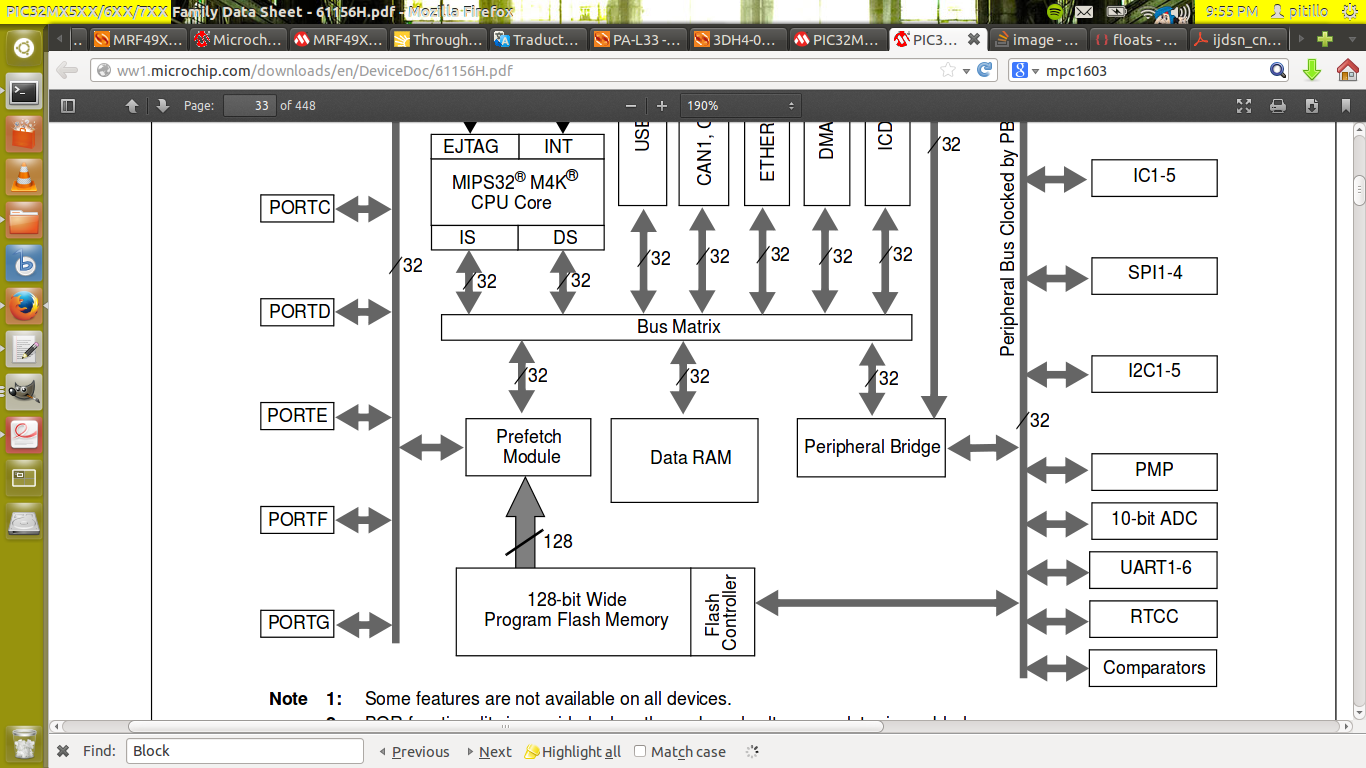 PIC32MX5XX/6XX/7XX Family Data Sheet - 61156H.pdf - Mozilla Firefox
9:55 PM
pitillo
MRF49X...
Microch...
MRF49X...
Through...
Traduct...
PA-L33 -...
3DH4-0...
PIC32M...
PIC3...
image - ...
floats - ...
ijdsn_cn...
ww1.microchip.com/downloads/en/DeviceDoc/61156H.pdf
mpc1603
Page: 33 of 448
190%
EJTAG
INT
MIPS32® M4K®
CPU Core
IS
DS
USB
CAN1, C
ETHER
DMA
ICD
32
Peripheral Bus Clocked by PB
IC1-5
PORTC
32
32
32
32
32
32
32
32
SPI1-4
PORTD
Bus Matrix
I2C1-5
32
32
32
PORTE
Prefetch
Module
Data RAM
Peripheral Bridge
32
PMP
10-bit ADC
PORTF
128
UART1-6
128-bit Wide
Program Flash Memory
Flash
Controller
RTCC
PORTG
Comparators
Note 1: Some features are not available on all devices.
Find: Block
Previous
Next
Highlight all
Match case